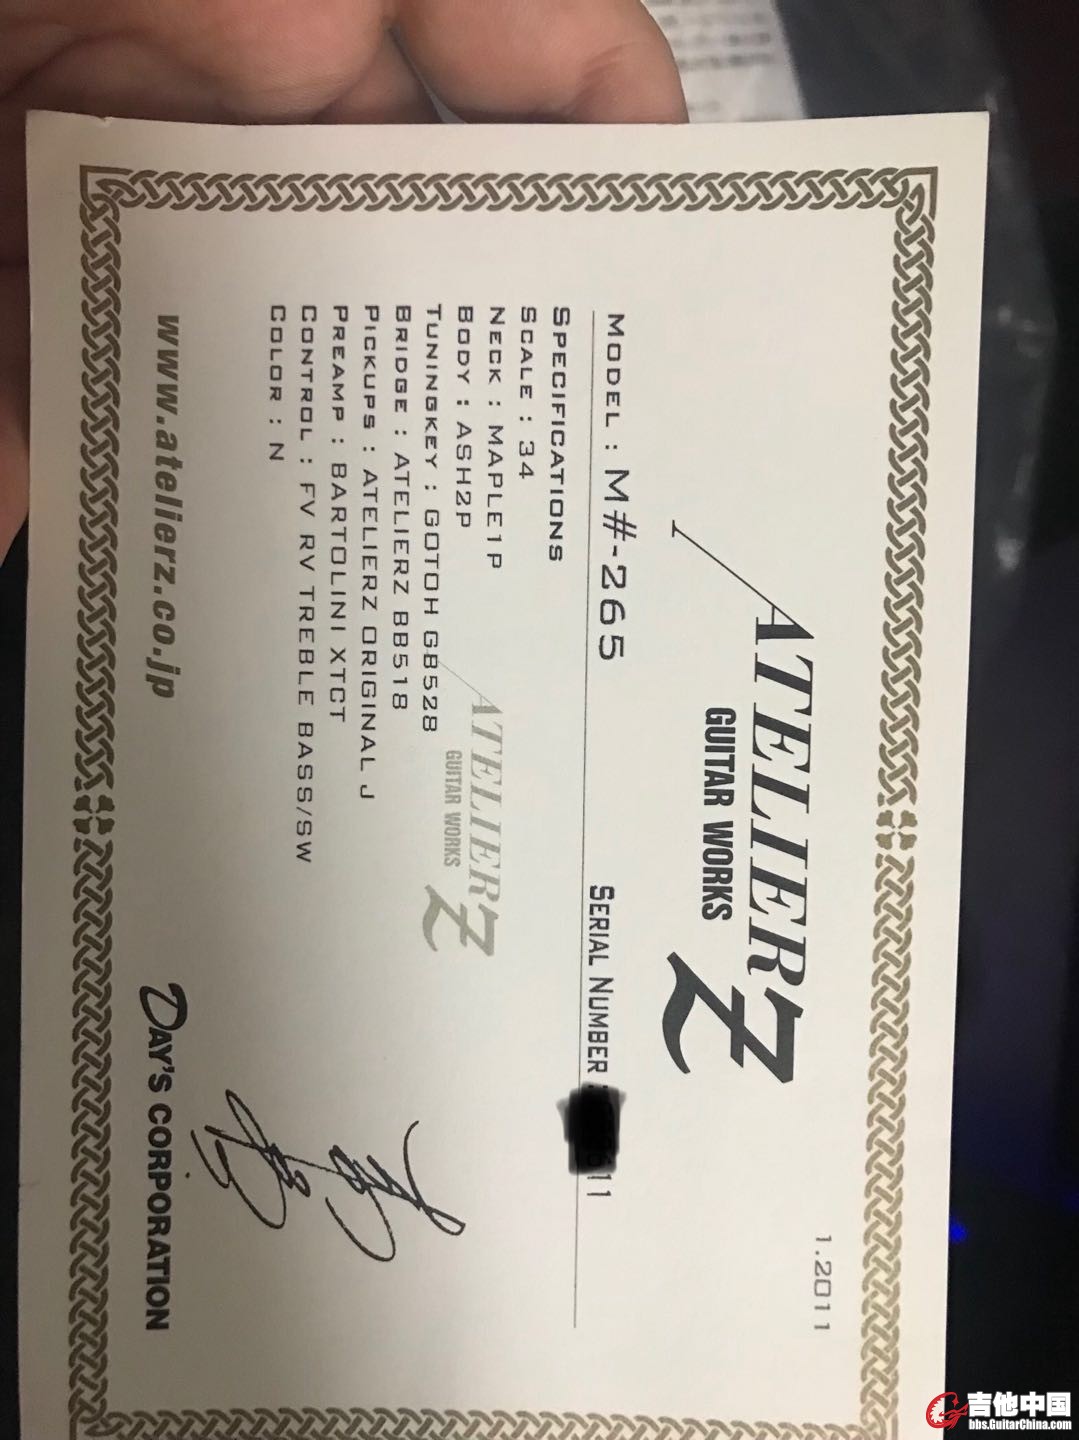 1.2011
ATELIER Z
GUITAR WORKS
MODEL : M#-265
SERIAL NUMBER : 11
SPECIFICATIONS
SCALE : 34
NECK : MAPLE1P
BODY : ASH2P
TUNINGKEY : GOTOH GB528
BRIDGE : ATELIERZ BB518
PICKUPS : ATELIERZ ORIGINAL J
PREAMP : BARTOLINI XTCT
CONTROL : FV RV TREBLE BASS/SW
COLOR : N
ATELIER Z
GUITAR WORKS
www.atelierz.co.jp
DAY'S CORPORATION
吉他中国
bbs.GuitarChina.com